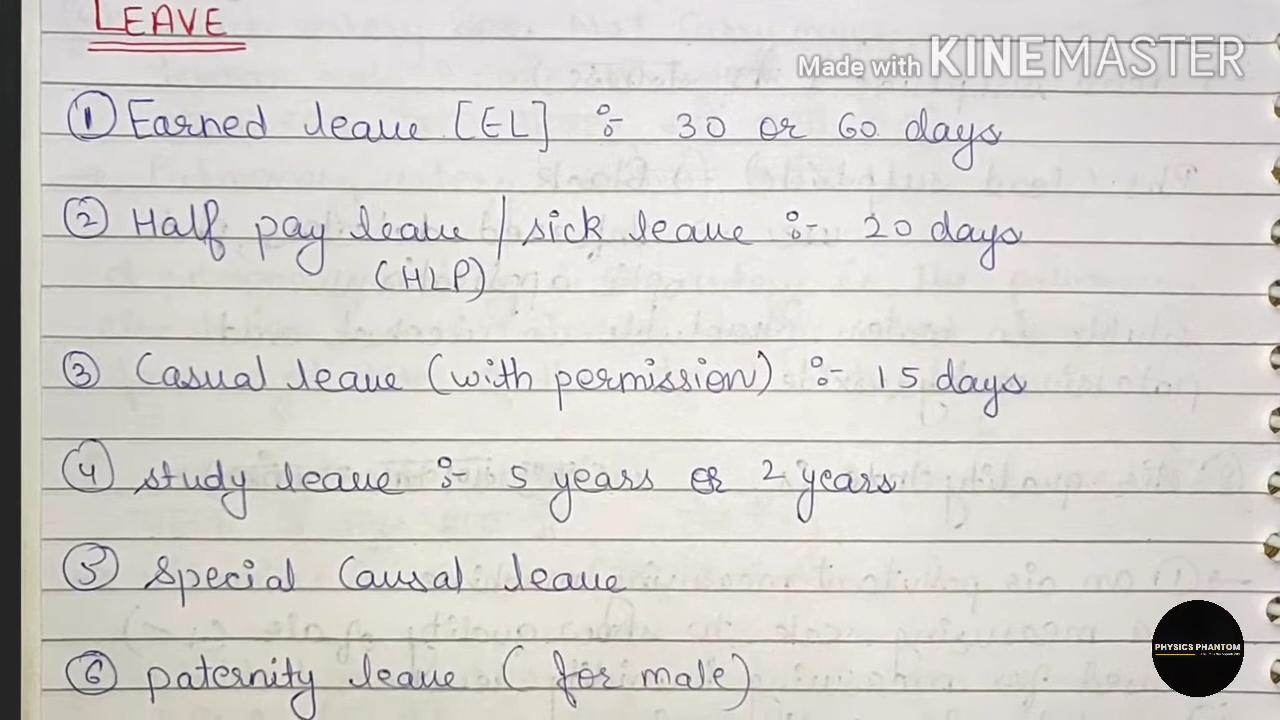 LEAVE
Made with KINEMASTER
① Earned leave [EL] :- 30 or 60 days
② Half pay leave / sick leave :- 20 days
(HLP)
③ Casual leave (with permission) :- 15 days
④ study leave :- 5 years or 2 years
⑤ special Causal leave
⑥ paternity leave ( for male)
PHYSICS PHANTOM